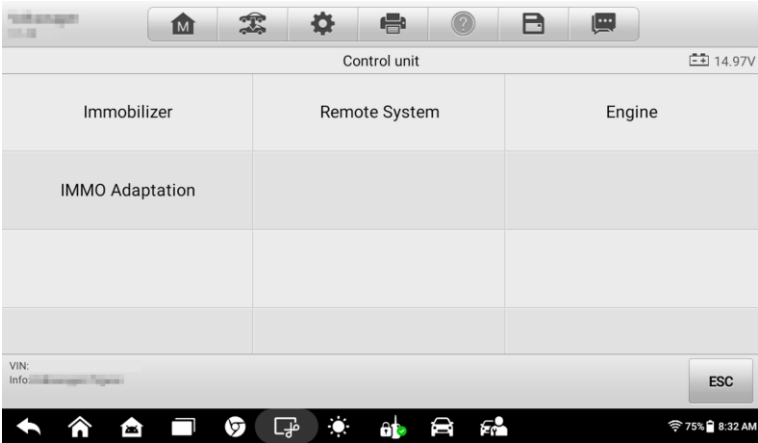 M
?
Control unit
14.97V
Immobilizer
Remote System
Engine
IMMO Adaptation
VIN:
Info:
ESC
75%
8:32 AM